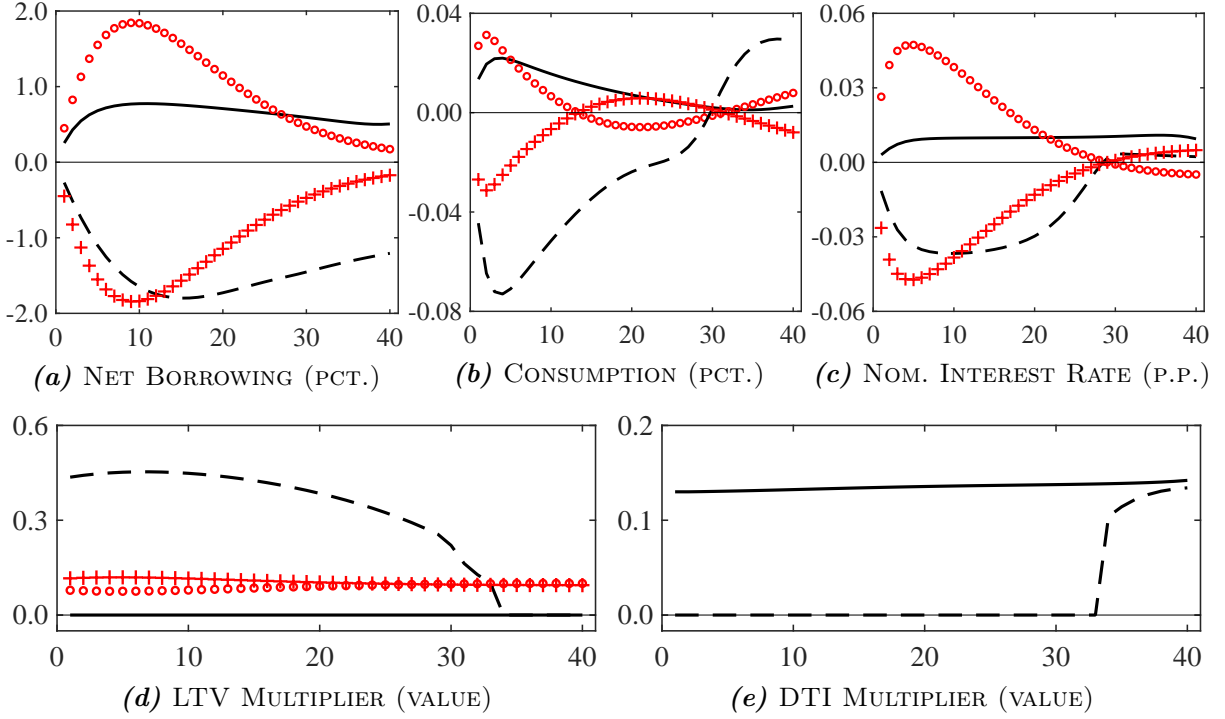 2.0
1.0
0.0
-1.0
-2.0
0 10 20 30 40
(a) NET BORROWING (PCT.)
0.04
0.00
-0.04
-0.08
0 10 20 30 40
(b) CONSUMPTION (PCT.)
0.06
0.03
0.00
-0.03
-0.06
0 10 20 30 40
(c) NOM. INTEREST RATE (P.P.)
0.6
0.3
0.0
0 10 20 30 40
(d) LTV MULTIPLIER (VALUE)
0.2
0.1
0.0
0 10 20 30 40
(e) DTI MULTIPLIER (VALUE)